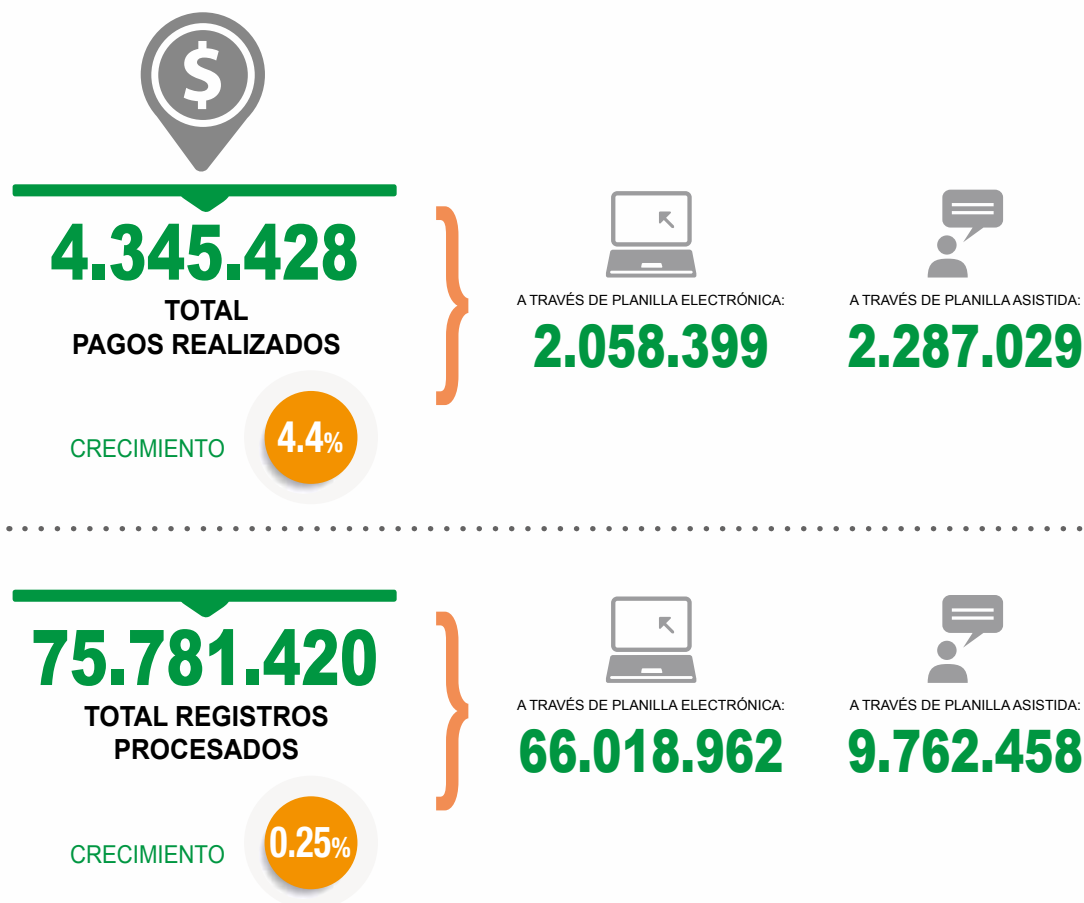 $
4.345.428
TOTAL
PAGOS REALIZADOS
CRECIMIENTO 4.4%
A TRAVÉS DE PLANILLA ELECTRÓNICA:
2.058.399
A TRAVÉS DE PLANILLA ASISTIDA:
2.287.029
75.781.420
TOTAL REGISTROS
PROCESADOS
CRECIMIENTO 0.25%
A TRAVÉS DE PLANILLA ELECTRÓNICA:
66.018.962
A TRAVÉS DE PLANILLA ASISTIDA:
9.762.458